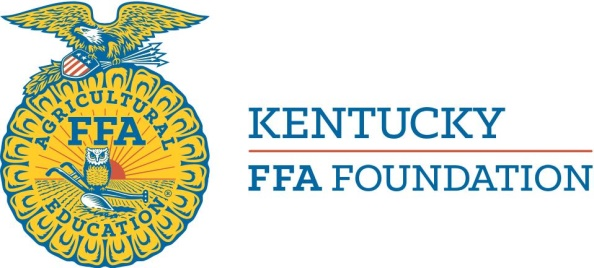 AGRICULTURAL
FFA
EDUCATION®
KENTUCKY
FFA FOUNDATION